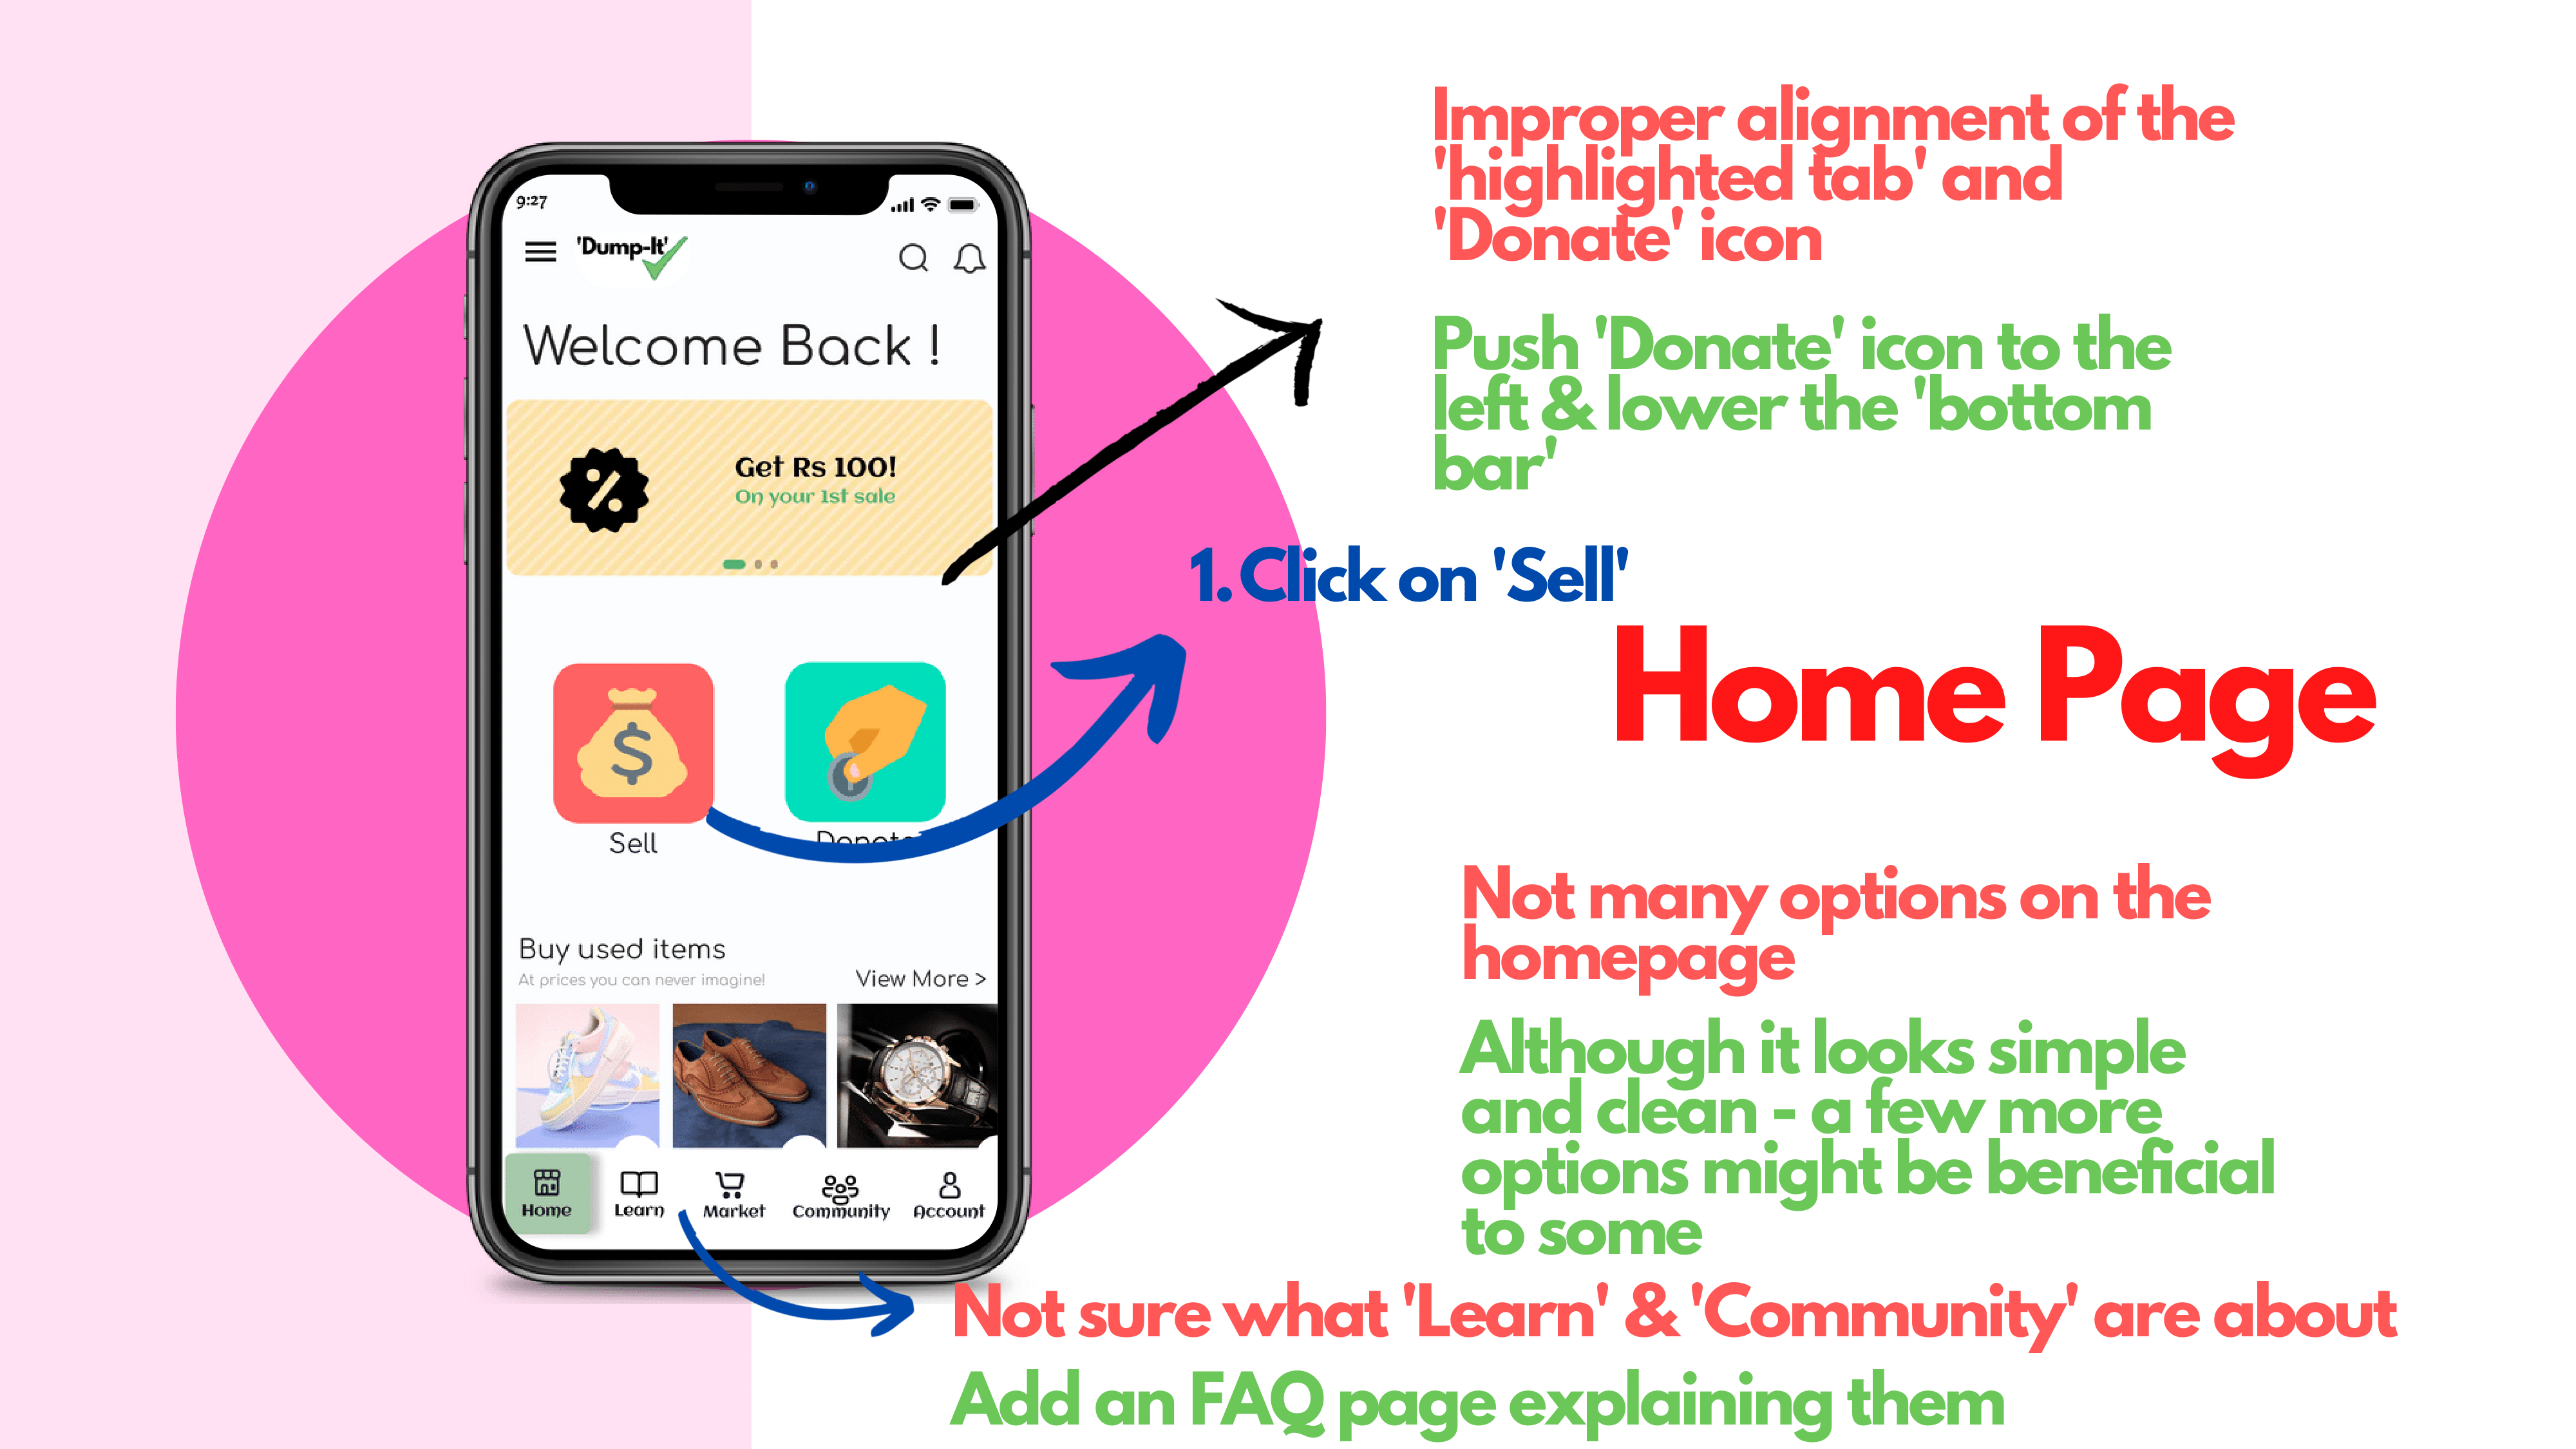 9:27
'Dump-It'
Welcome Back !
Get Rs 100!
On your 1st sale
$
Sell
Buy used items
At prices you can never imagine!
View More >
Home
Learn
Market
Community
Account
Improper alignment of the
'highlighted tab' and
'Donate' icon
Push 'Donate' icon to the
left & lower the 'bottom
bar'
1. Click on 'Sell'
Home Page
Not many options on the
homepage
Although it looks simple
and clean - a few more
options might be beneficial
to some
Not sure what 'Learn' & 'Community' are about
Add an FAQ page explaining them